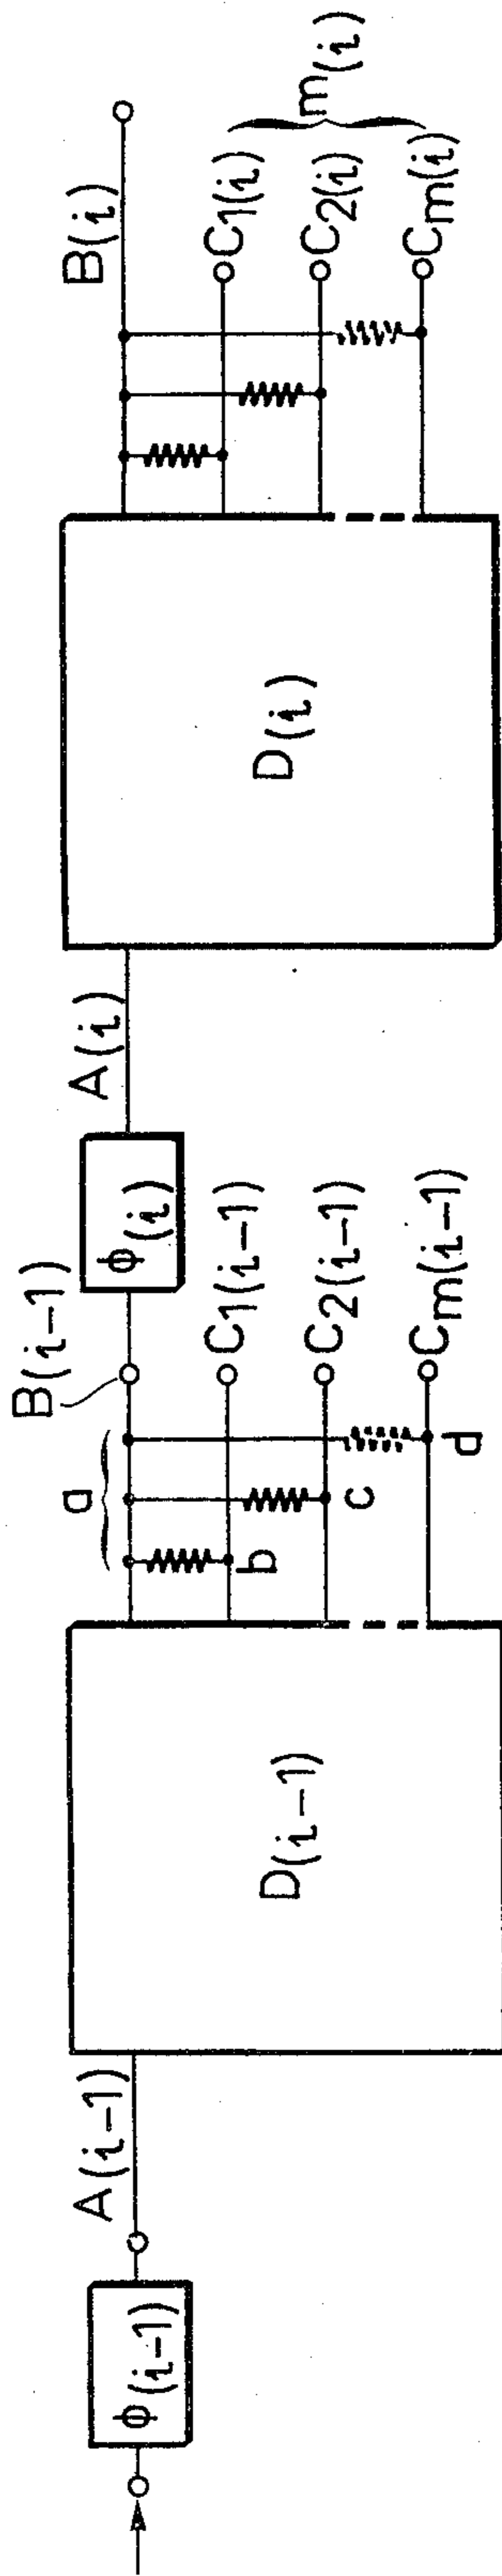 ϕ(i−1)
A(i−1)
D(i−1)
a
b
c
d
B(i−1)
C1(i−1)
C2(i−1)
Cm(i−1)
ϕ(i)
A(i)
D(i)
B(i)
C1(i)
C2(i)
Cm(i)
m(i)